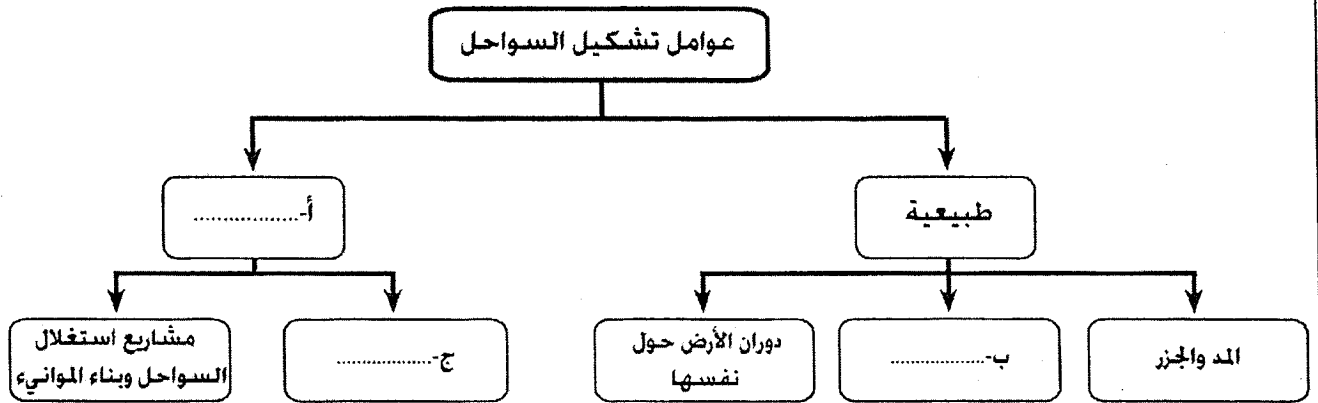 عوامل تشكيل السواحل
طبيعية
أ-..................
المد والجزر
ب-..................
دوران الأرض حول
نفسها
ج-..................
مشاريع استغلال
السواحل وبناء الموانيء